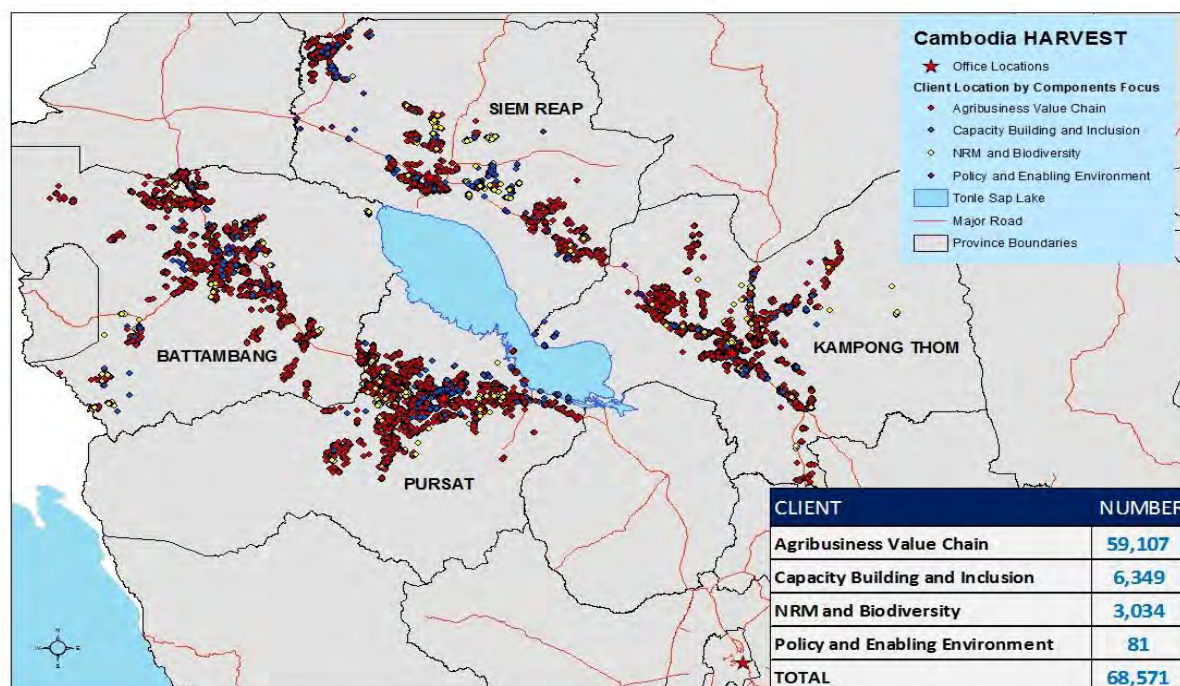 Cambodia HARVEST
Office Locations
Client Location by Components Focus
Agribusiness Value Chain
Capacity Building and Inclusion
NRM and Biodiversity
Policy and Enabling Environment
Tonle Sap Lake
Major Road
Province Boundaries
SIEM REAP
BATTAMBANG
KAMPONG THOM
PURSAT
CLIENT NUMBER
Agribusiness Value Chain 59,107
Capacity Building and Inclusion 6,349
NRM and Biodiversity 3,034
Policy and Enabling Environment 81
TOTAL 68,571
N
W E
S